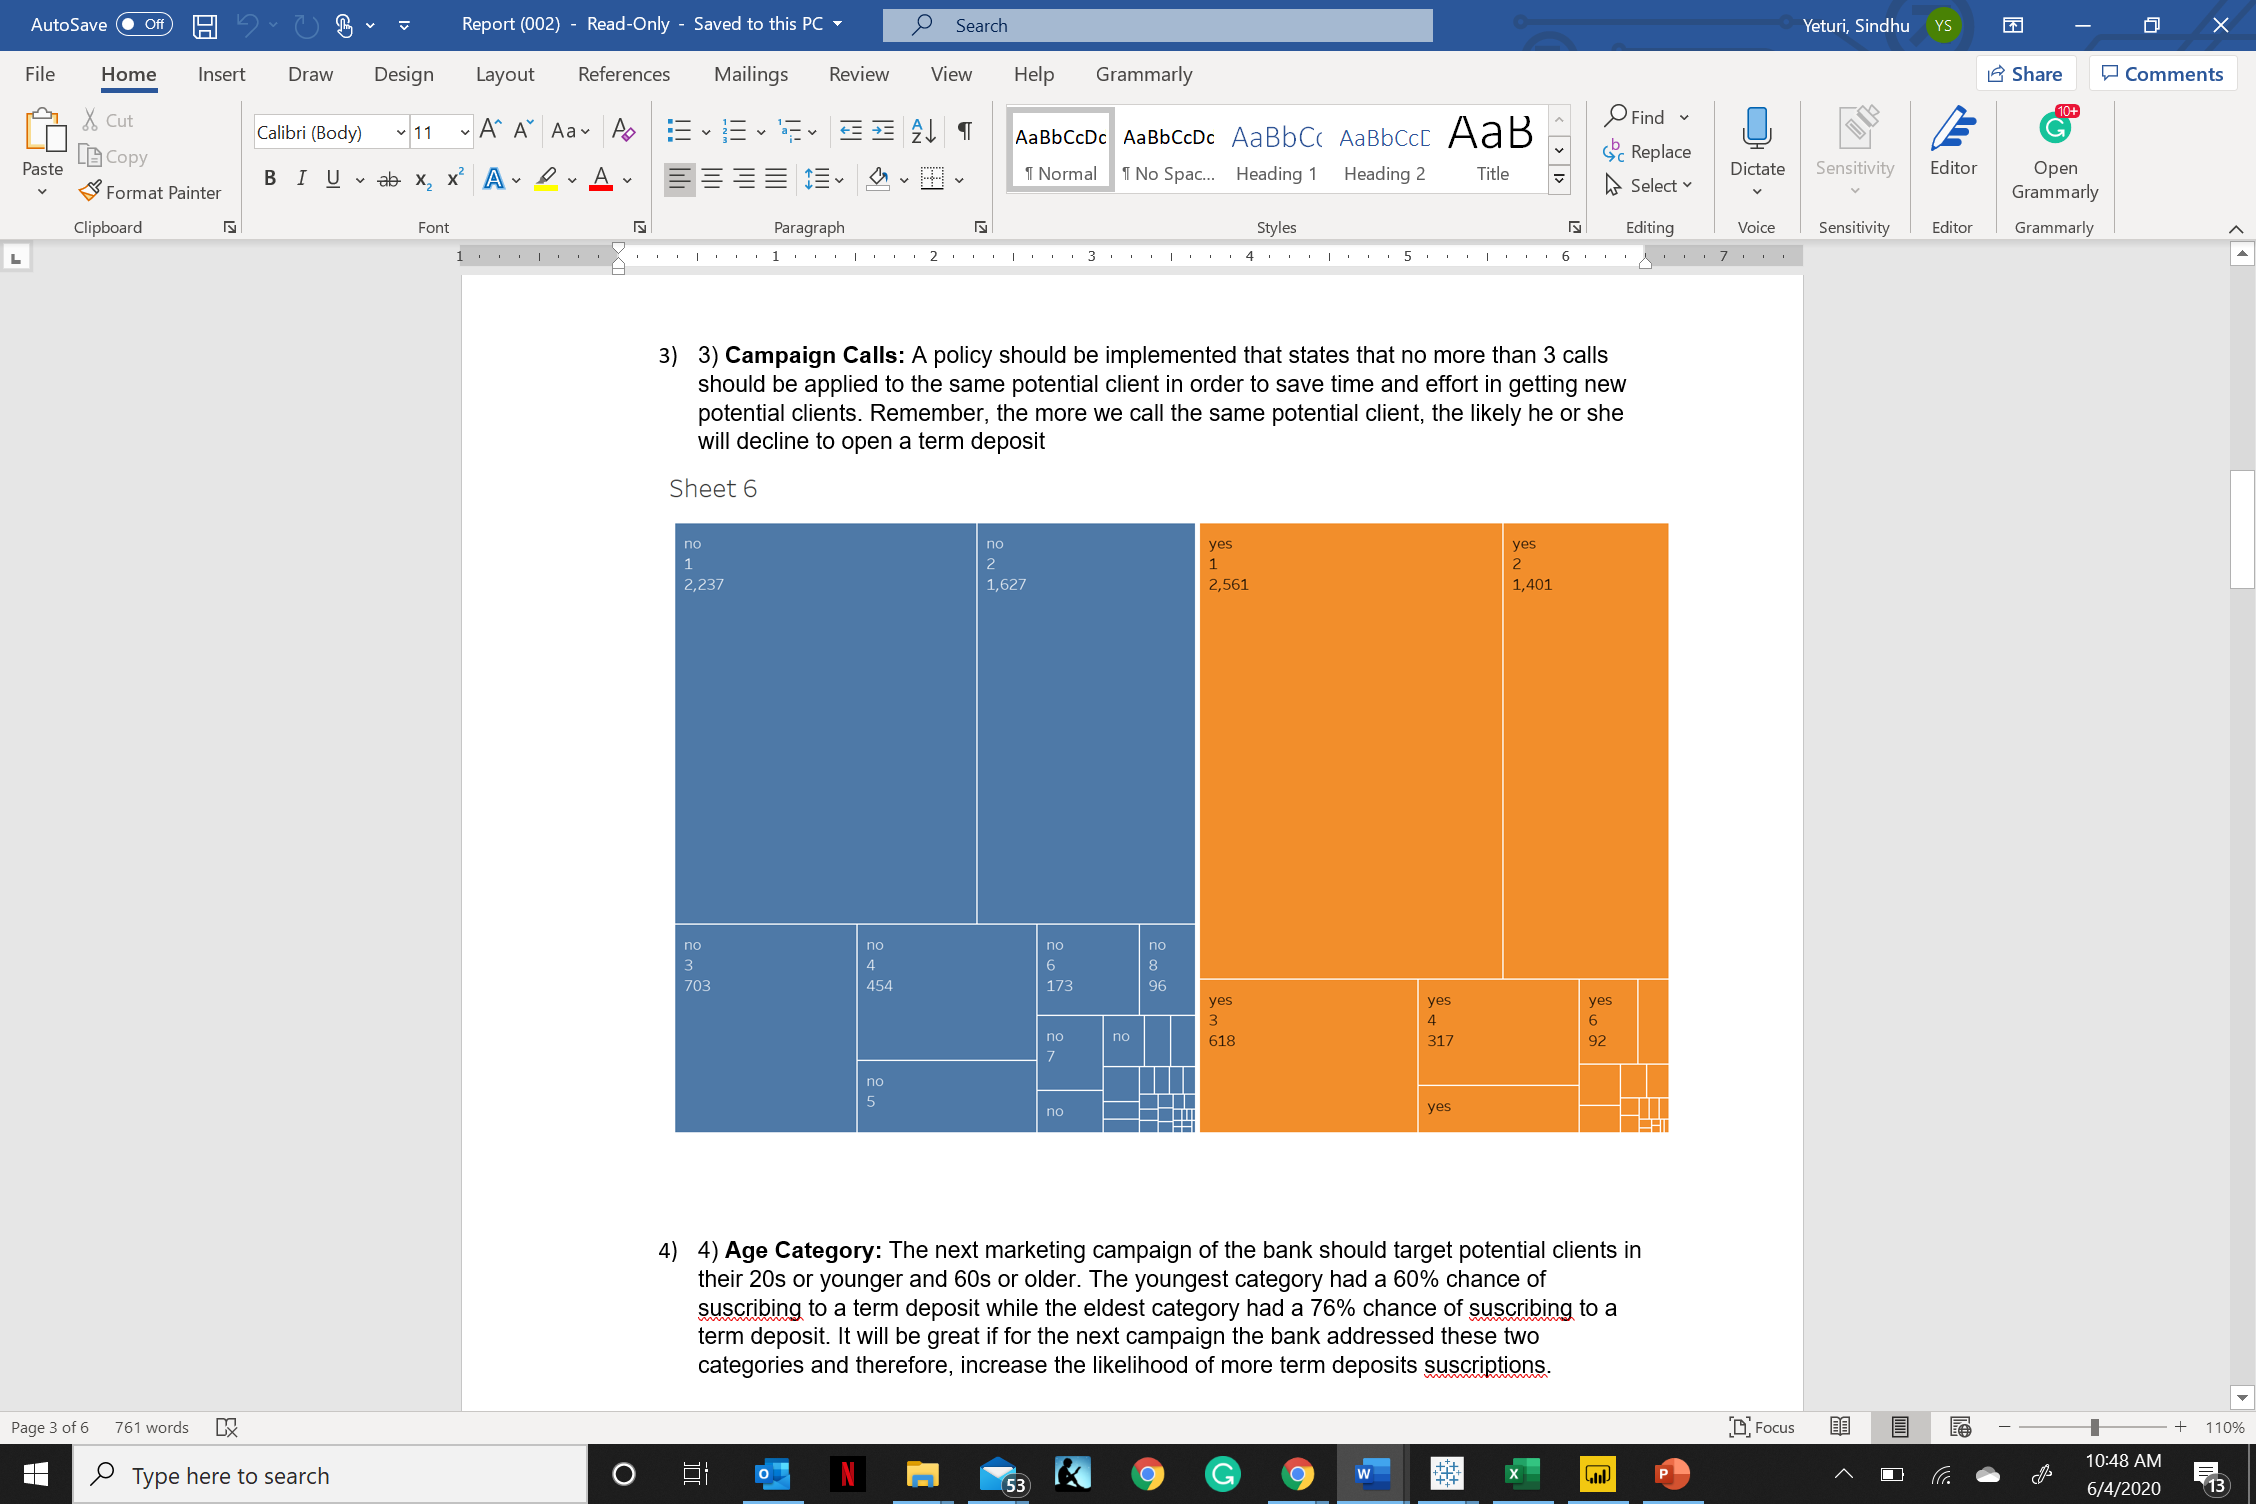 AutoSave Off Report (002) - Read-Only - Saved to this PC Search Yeturi, Sindhu YS
File Home Insert Draw Design Layout References Mailings Review View Help Grammarly Share Comments
Paste
Cut
Copy
Format Painter
Clipboard
Calibri (Body) 11
Font
Paragraph
AaBbCcDc AaBbCcDc AaBbCc AaBbCcE AaB
¶ Normal ¶ No Spac... Heading 1 Heading 2 Title
Styles
Find
Replace
Select
Editing
Dictate
Voice
Sensitivity
Sensitivity
Editor
Editor
10+
Open
Grammarly
Grammarly
1 1 2 3 4 5 6 7
3) 3) Campaign Calls: A policy should be implemented that states that no more than 3 calls
should be applied to the same potential client in order to save time and effort in getting new
potential clients. Remember, the more we call the same potential client, the likely he or she
will decline to open a term deposit
Sheet 6
no
1
2,237
no
2
1,627
yes
1
2,561
yes
2
1,401
no
3
703
no
4
454
no
6
173
no
8
96
no
5
no
7
no
no
yes
3
618
yes
4
317
yes
6
92
yes
4) 4) Age Category: The next marketing campaign of the bank should target potential clients in
their 20s or younger and 60s or older. The youngest category had a 60% chance of
suscribing to a term deposit while the eldest category had a 76% chance of suscribing to a
term deposit. It will be great if for the next campaign the bank addressed these two
categories and therefore, increase the likelihood of more term deposits suscriptions.
Page 3 of 6 761 words Focus 110%
Type here to search 53 10:48 AM
6/4/2020 13